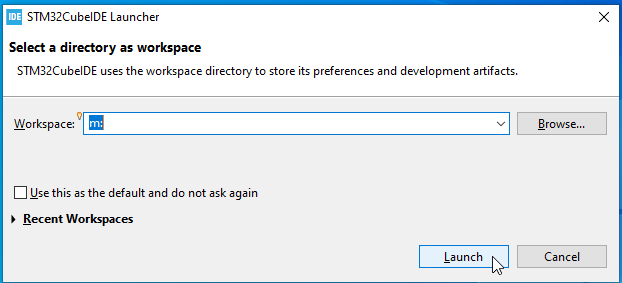 IDE STM32CubeIDE Launcher
Select a directory as workspace
STM32CubeIDE uses the workspace directory to store its preferences and development artifacts.
Workspace: m: Browse...
Use this as the default and do not ask again
Recent Workspaces
Launch Cancel